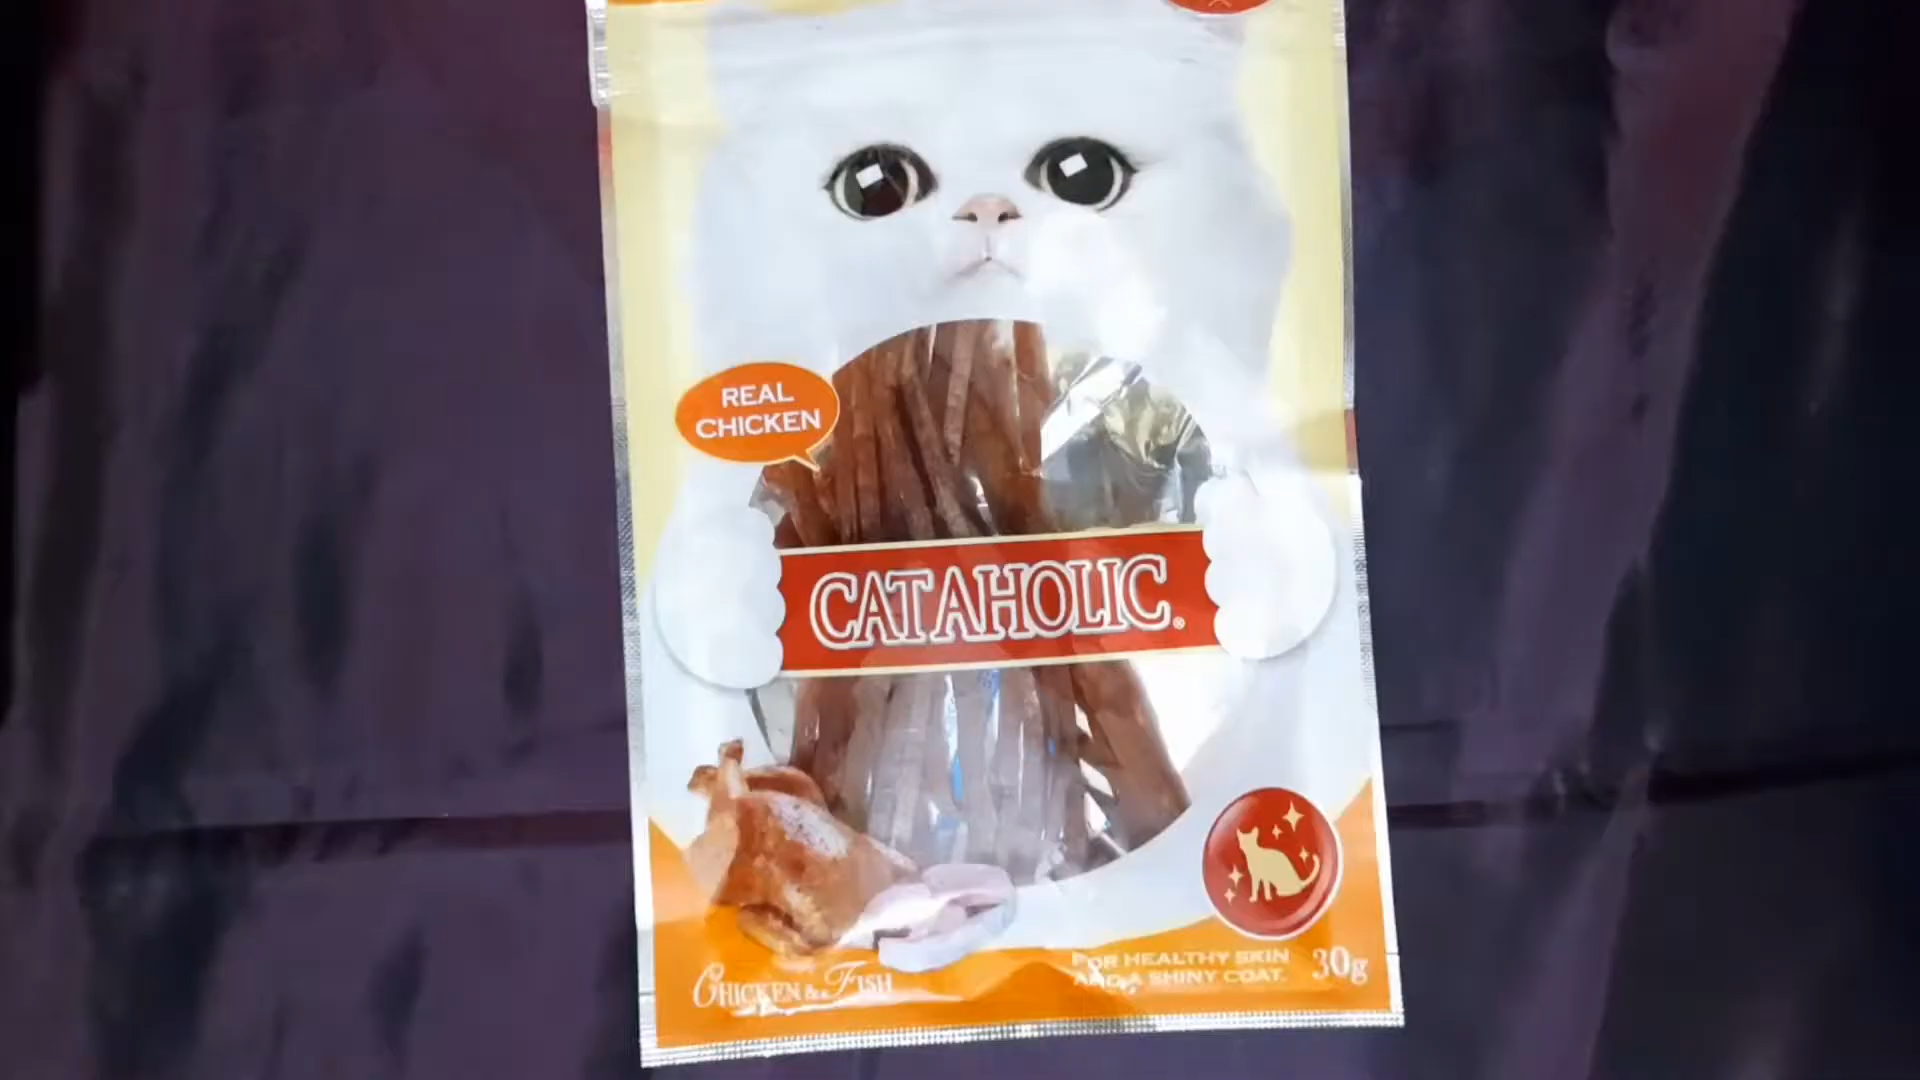 REAL
CHICKEN
CATAHOLIC®
CHICKEN & FISH
FOR HEALTHY SKIN
AND A SHINY COAT.
30g